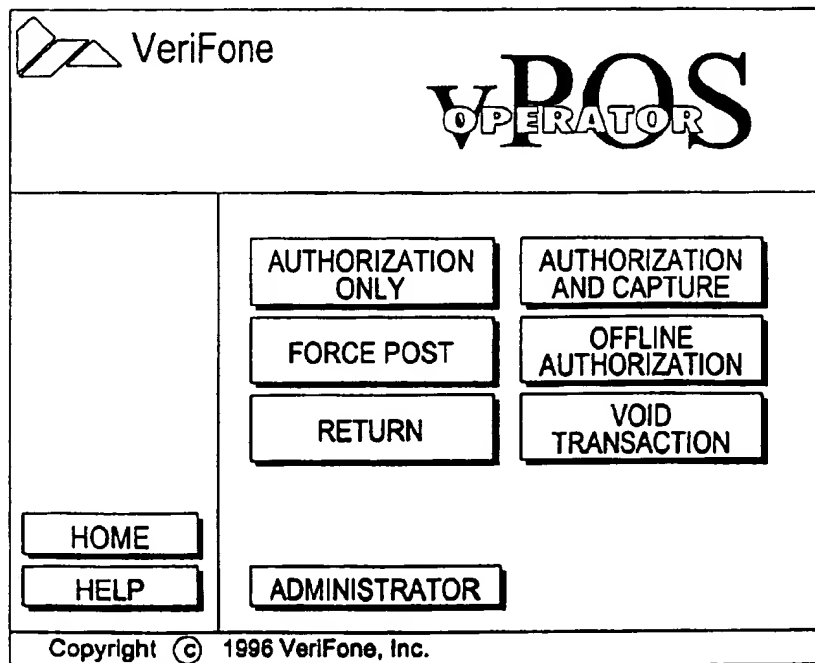 VeriFone
vPOS
OPERATOR
AUTHORIZATION
ONLY
AUTHORIZATION
AND CAPTURE
FORCE POST
OFFLINE
AUTHORIZATION
RETURN
VOID
TRANSACTION
HOME
HELP
ADMINISTRATOR
Copyright © 1996 VeriFone, Inc.